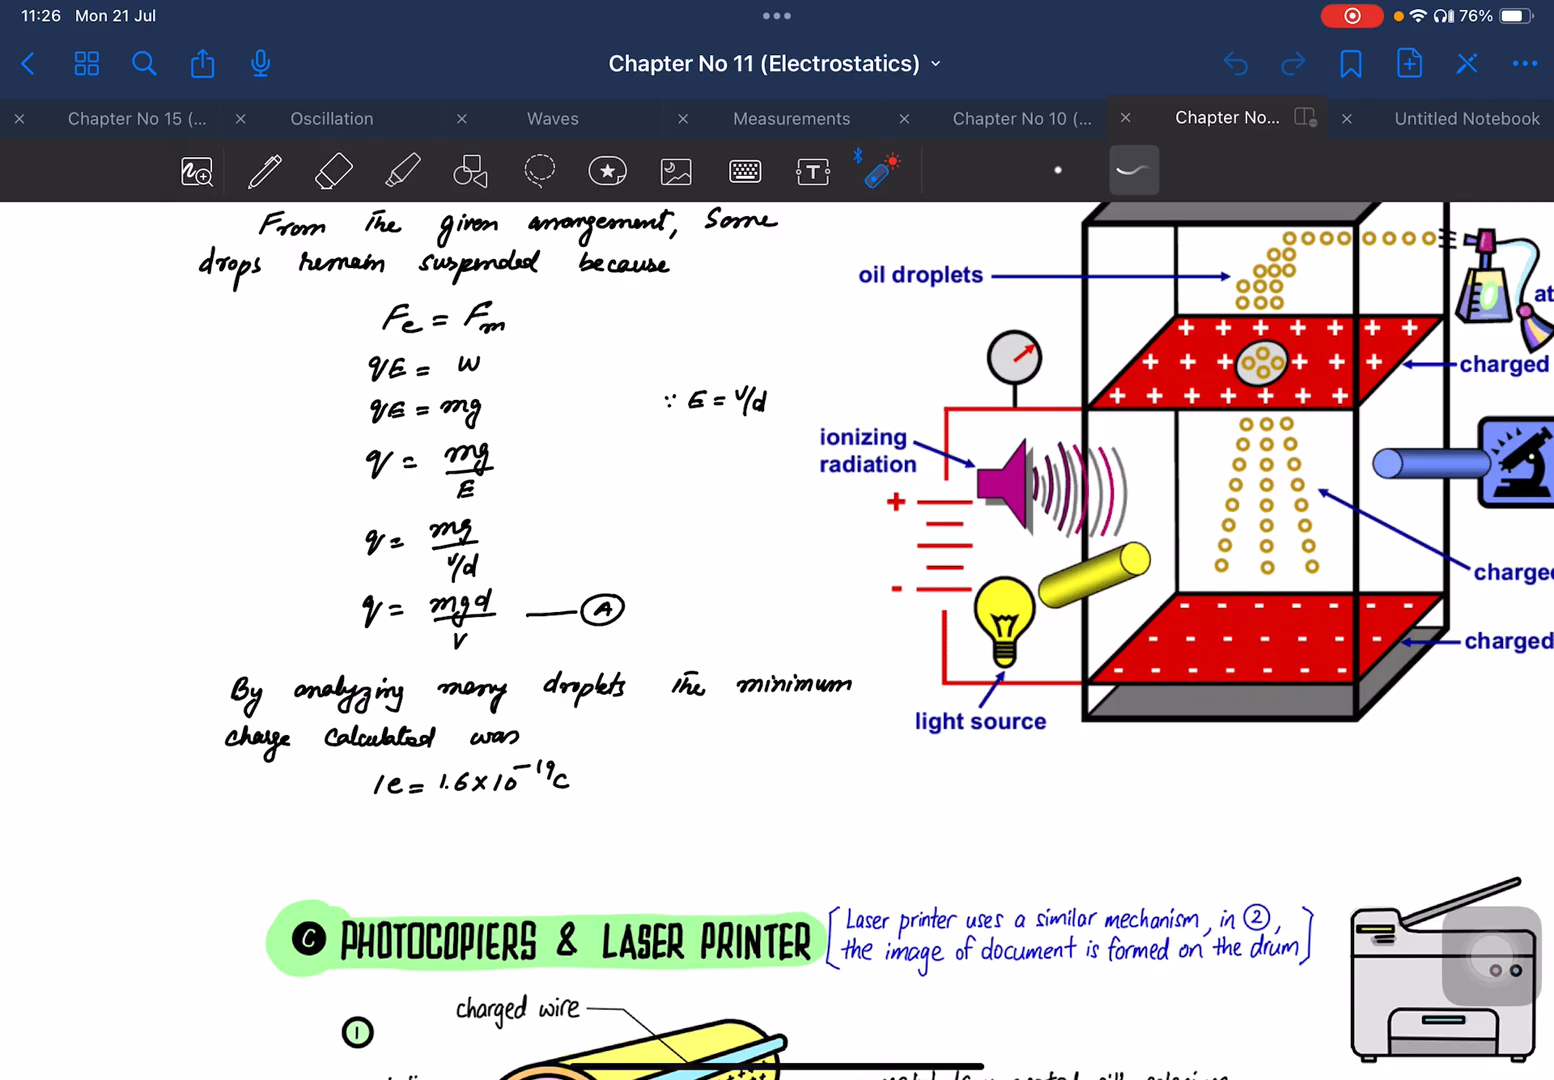 11:26 Mon 21 Jul
76%
Chapter No 11 (Electrostatics)
Chapter No 15 (...
Oscillation
Waves
Measurements
Chapter No 10 (...
Chapter No...
Untitled Notebook
From The given arrangement, Some
drops remain suspended because
Fe = Fm
qE = w
qE = mg
∵ E = V/d
q = mg/E
q = mg/V/d
q = mgd/V —— A
By analyzing many droplets The minimum
charge calculated was
1e = 1.6×10⁻¹⁹C
oil droplets
at
charged
ionizing
radiation
+
-
charged
charged
light source
C PHOTOCOPIERS & LASER PRINTER
[Laser printer uses a similar mechanism, in ②,
the image of document is formed on the drum]
charged wire
1